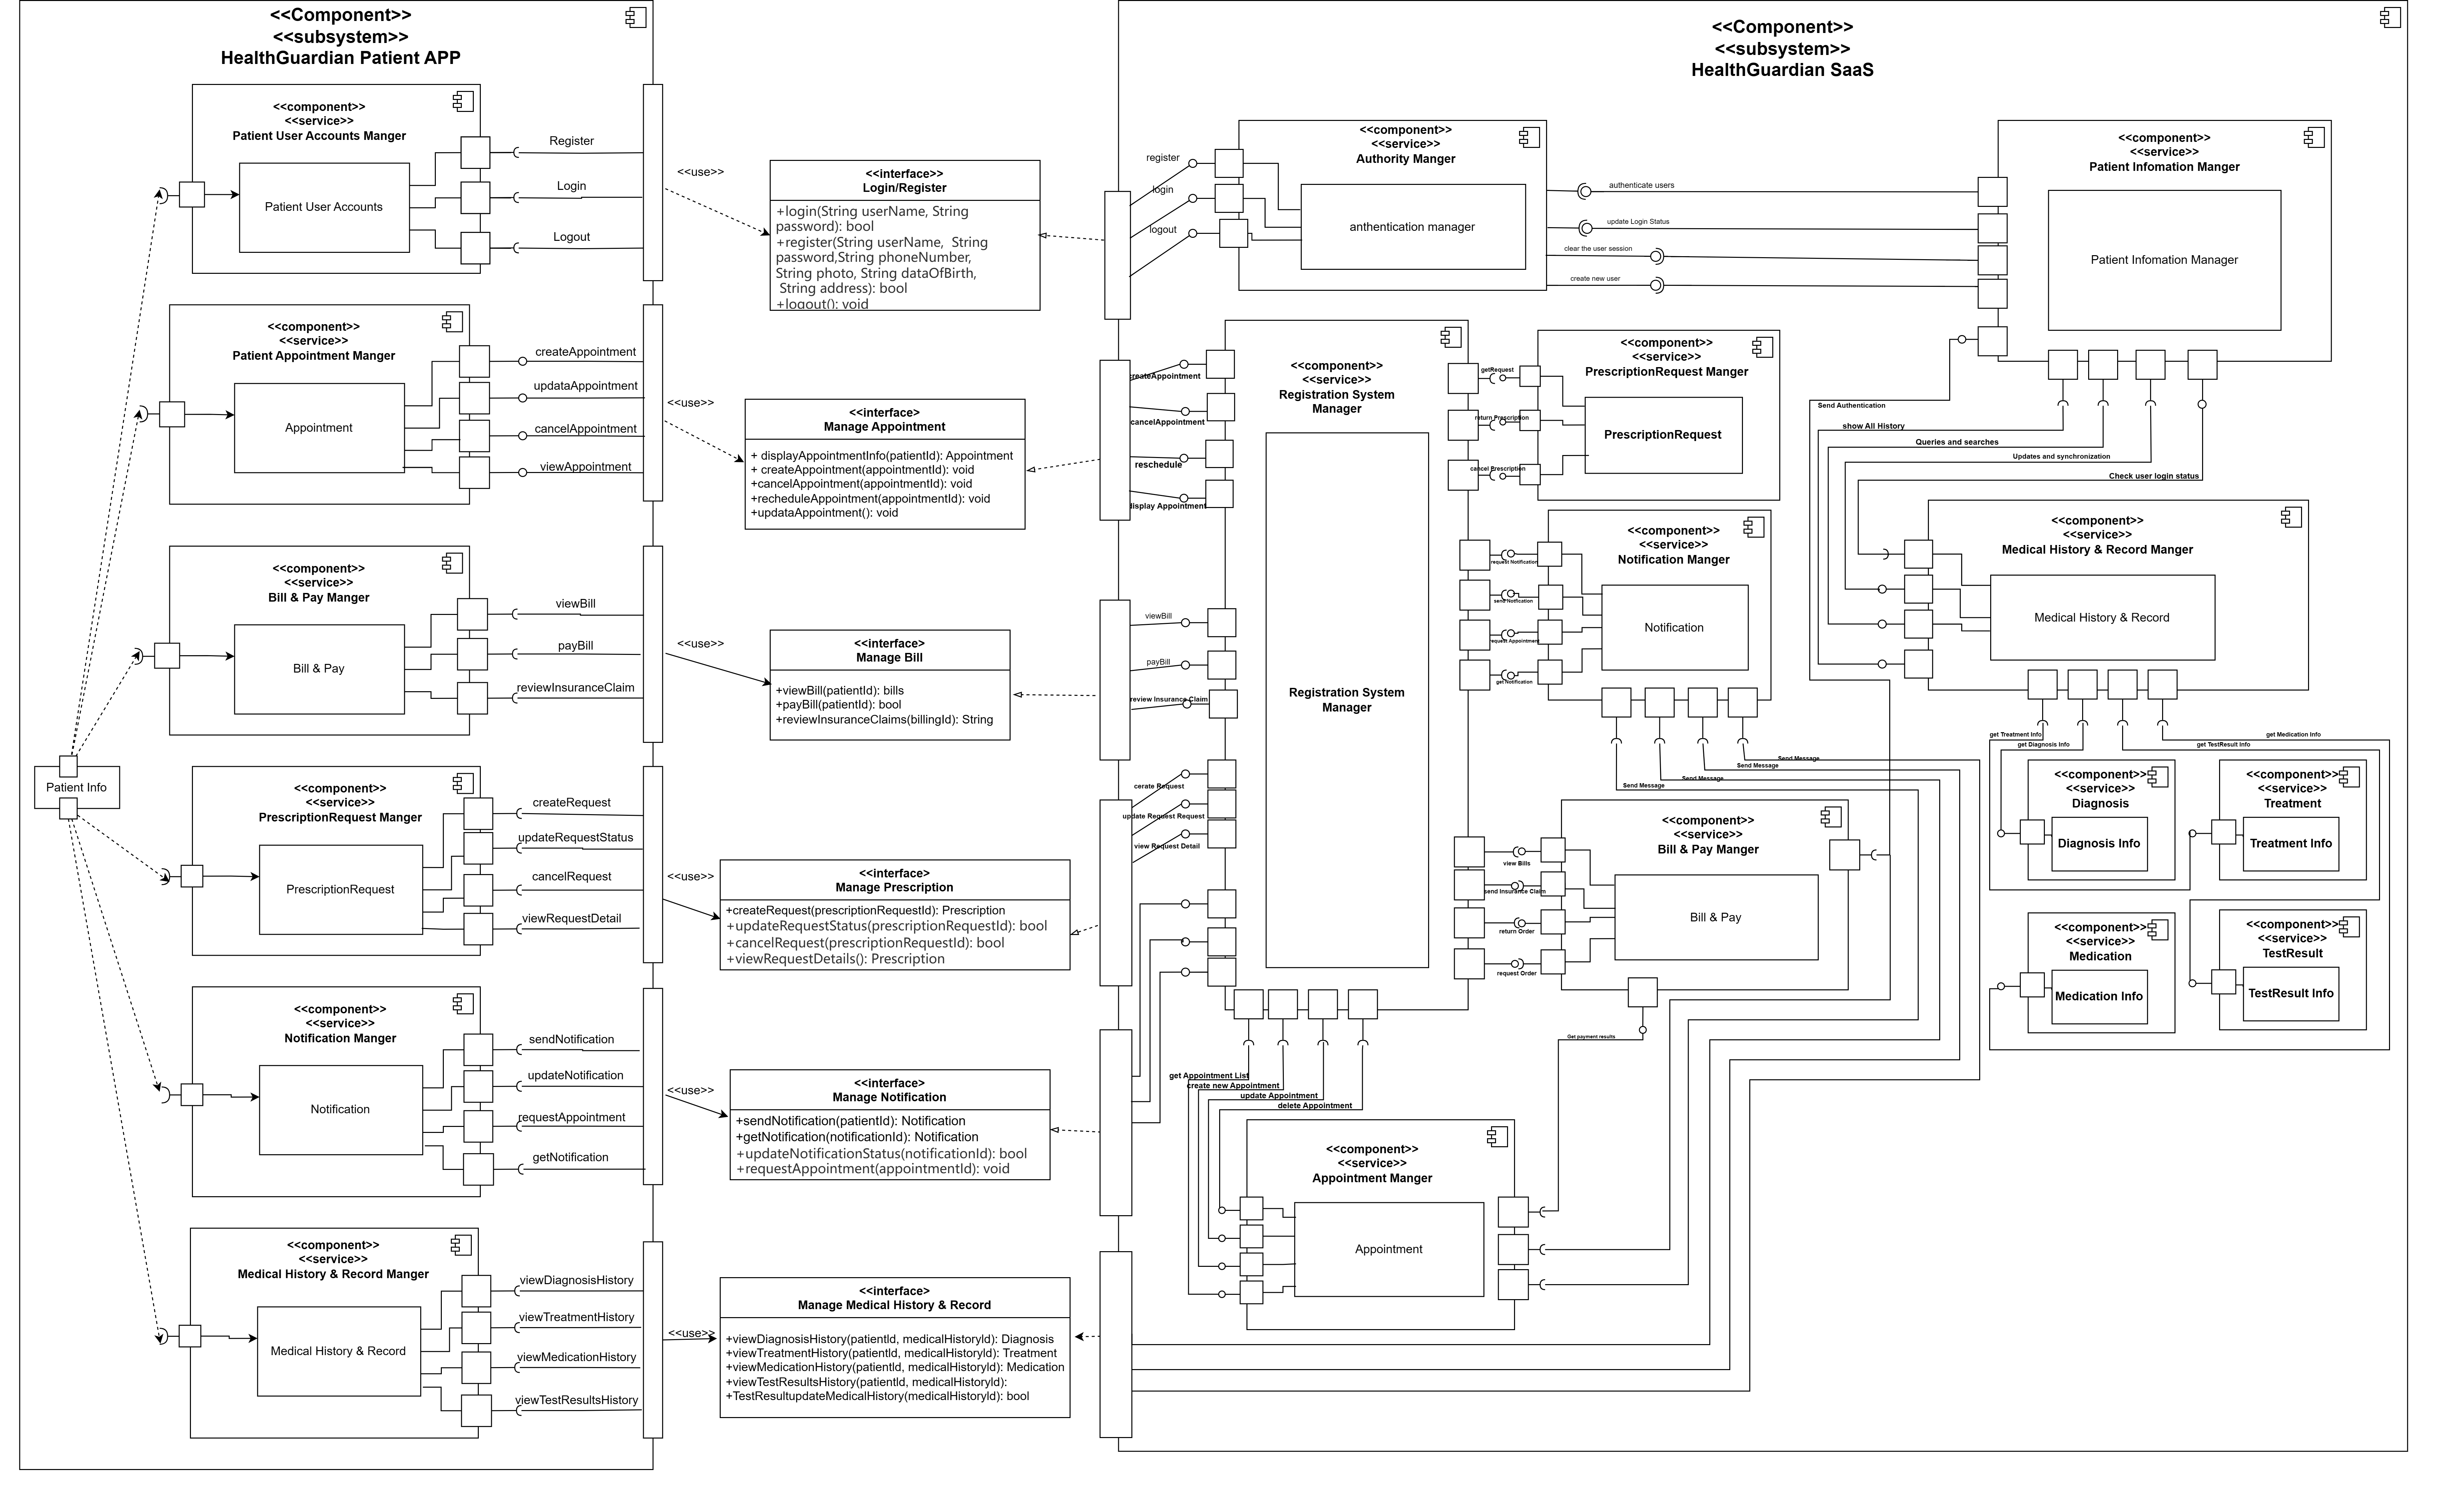 <<Component>>
<<subsystem>>
HealthGuardian Patient APP
<<component>>
<<service>>
Patient User Accounts Manger
Patient User Accounts
Register
Login
Logout
<<component>>
<<service>>
Patient Appointment Manger
Appointment
createAppointment
updataAppointment
cancelAppointment
viewAppointment
<<component>>
<<service>>
Bill & Pay Manger
Bill & Pay
viewBill
payBill
reviewInsuranceClaim
Patient Info
<<component>>
<<service>>
PrescriptionRequest Manger
PrescriptionRequest
createRequest
updateRequestStatus
cancelRequest
viewRequestDetail
<<component>>
<<service>>
Notification Manger
Notification
sendNotification
updateNotification
requestAppointment
getNotification
<<component>>
<<service>>
Medical History & Record Manger
Medical History & Record
viewDiagnosisHistory
viewTreatmentHistory
viewMedicationHistory
viewTestResultsHistory
<<use>>
<<interface>>
Login/Register
+login(String userName, String
password): bool
+register(String userName,  String
password,String phoneNumber,
String photo, String dataOfBirth,
String address): bool
+logout(): void
<<use>>
<<interface>
Manage Appointment
+ displayAppointmentInfo(patientId): Appointment
+ createAppointment(appointmentId): void
+cancelAppointment(appointmentId): void
+recheduleAppointment(appointmentId): void
+updataAppointment(): void
<<use>>
<<interface>
Manage Bill
+viewBill(patientId): bills
+payBill(patientId): bool
+reviewInsuranceClaims(billingId): String
<<use>>
<<interface>
Manage Prescription
+createRequest(prescriptionRequestId): Prescription
+updateRequestStatus(prescriptionRequestId): bool
+cancelRequest(prescriptionRequestId): bool
+viewRequestDetails(): Prescription
<<use>>
<<interface>
Manage Notification
+sendNotification(patientId): Notification
+getNotification(notificationId): Notification
+updateNotificationStatus(notificationId): bool
+requestAppointment(appointmentId): void
<<use>>
<<interface>
Manage Medical History & Record
+viewDiagnosisHistory(patientId, medicalHistoryId): Diagnosis
+viewTreatmentHistory(patientId, medicalHistoryId): Treatment
+viewMedicationHistory(patientId, medicalHistoryId): Medication
+viewTestResultsHistory(patientId, medicalHistoryId):
+TestResultupdateMedicalHistory(medicalHistoryId): bool
<<Component>>
<<subsystem>>
HealthGuardian SaaS
register
login
logout
<<component>>
<<service>>
Authority Manger
anthentication manager
authenticate users
update Login Status
clear the user session
create new user
<<component>>
<<service>>
Patient Infomation Manger
Patient Infomation Manager
createAppointment
cancelAppointment
reschedule
display Appointment
viewBill
payBill
review Insurance Claim
cerate Request
update Request Request
view Request Detail
<<component>>
<<service>>
Registration System
Manager
Registration System
Manager
getRequest
return Prescription
cancel Prescription
<<component>>
<<service>>
PrescriptionRequest Manger
PrescriptionRequest
request Notification
send Notification
request Appointment
get Notification
<<component>>
<<service>>
Notification Manger
Notification
Send Message
Send Message
Send Message
Send Message
view Bills
send Insurance Claim
return Order
request Order
<<component>>
<<service>>
Bill & Pay Manger
Bill & Pay
Get payment results
get Appointment List
create new Appointment
update Appointment
delete Appointment
<<component>>
<<service>>
Appointment Manger
Appointment
Send Authentication
show All History
Queries and searches
Updates and synchronization
Check user login status
<<component>>
<<service>>
Medical History & Record Manger
Medical History & Record
get Treatment Info
get Diagnosis Info
get Medication Info
get TestResult Info
<<component>>
<<service>>
Diagnosis
Diagnosis Info
<<component>>
<<service>>
Treatment
Treatment Info
<<component>>
<<service>>
Medication
Medication Info
<<component>>
<<service>>
TestResult
TestResult Info